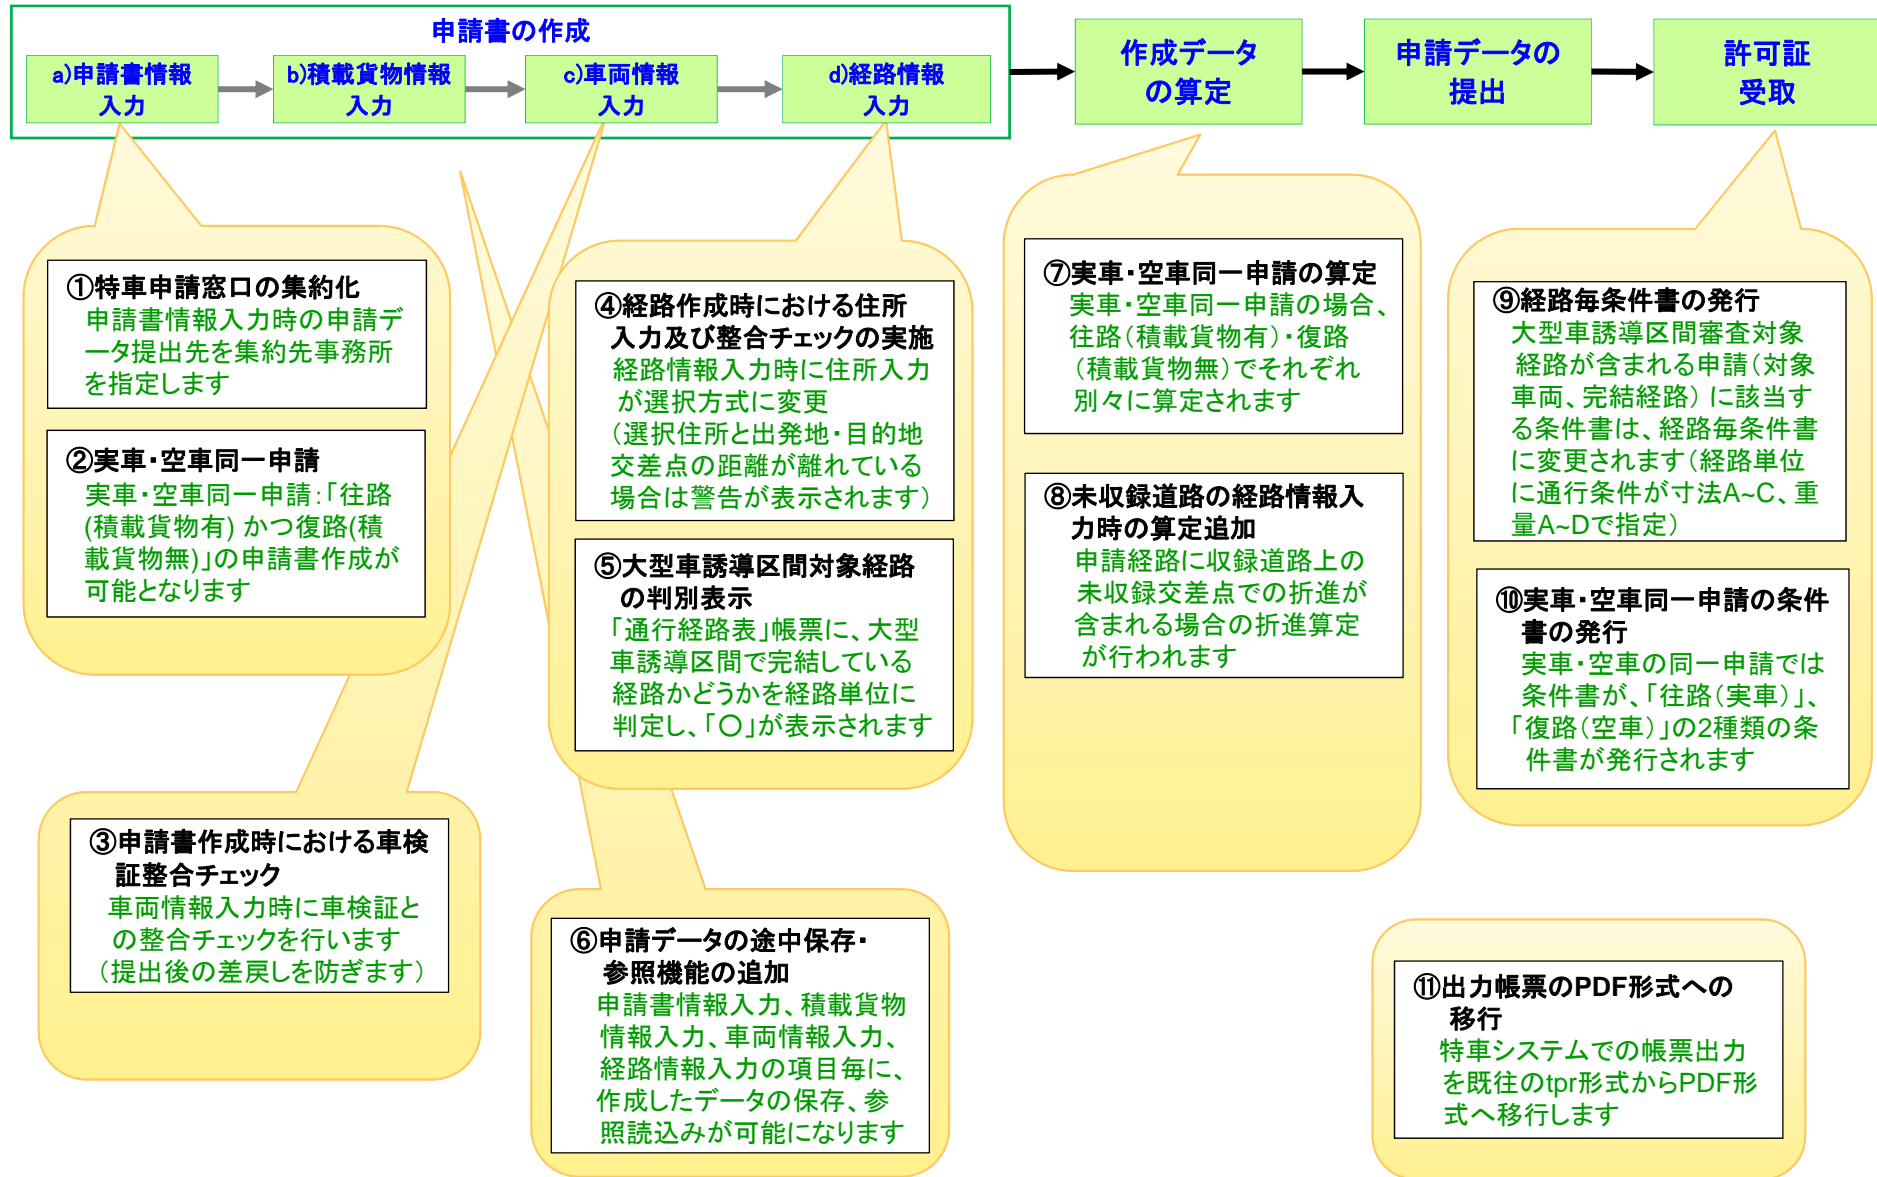 申請書の作成
a)申請書情報
入力
b)積載貨物情報
入力
c)車両情報
入力
d)経路情報
入力
作成データ
の算定
申請データの
提出
許可証
受取
①特車申請窓口の集約化
申請書情報入力時の申請デ
ータ提出先を集約先事務所
を指定します
②実車・空車同一申請
実車・空車同一申請:「往路
(積載貨物有) かつ復路(積
載貨物無)」の申請書作成が
可能となります
③申請書作成時における車検
証整合チェック
車両情報入力時に車検証と
の整合チェックを行います
（提出後の差戻しを防ぎます）
④経路作成時における住所
入力及び整合チェックの実施
経路情報入力時に住所入力
が選択方式に変更
（選択住所と出発地・目的地
交差点の距離が離れている
場合は警告が表示されます）
⑤大型車誘導区間対象経路
の判別表示
「通行経路表」帳票に、大型
車誘導区間で完結している
経路かどうかを経路単位に
判定し、「〇」が表示されます
⑥申請データの途中保存・
参照機能の追加
申請書情報入力、積載貨物
情報入力、車両情報入力、
経路情報入力の項目毎に、
作成したデータの保存、参
照読込みが可能になります
⑦実車・空車同一申請の算定
実車・空車同一申請の場合、
往路（積載貨物有）・復路
（積載貨物無）でそれぞれ
別々に算定されます
⑧未収録道路の経路情報入
力時の算定追加
申請経路に収録道路上の
未収録交差点での折進が
含まれる場合の折進算定
が行われます
⑨経路毎条件書の発行
大型車誘導区間審査対象
経路が含まれる申請（対象
車両、完結経路）に該当す
る条件書は、経路毎条件書
に変更されます（経路単位
に通行条件が寸法A~C、重
量A~Dで指定）
⑩実車・空車同一申請の条件
書の発行
実車・空車の同一申請では
条件書が、「往路（実車）」、
「復路（空車）」の2種類の条
件書が発行されます
⑪出力帳票のPDF形式への
移行
特車システムでの帳票出力
を既往のtpr形式からPDF形
式へ移行します